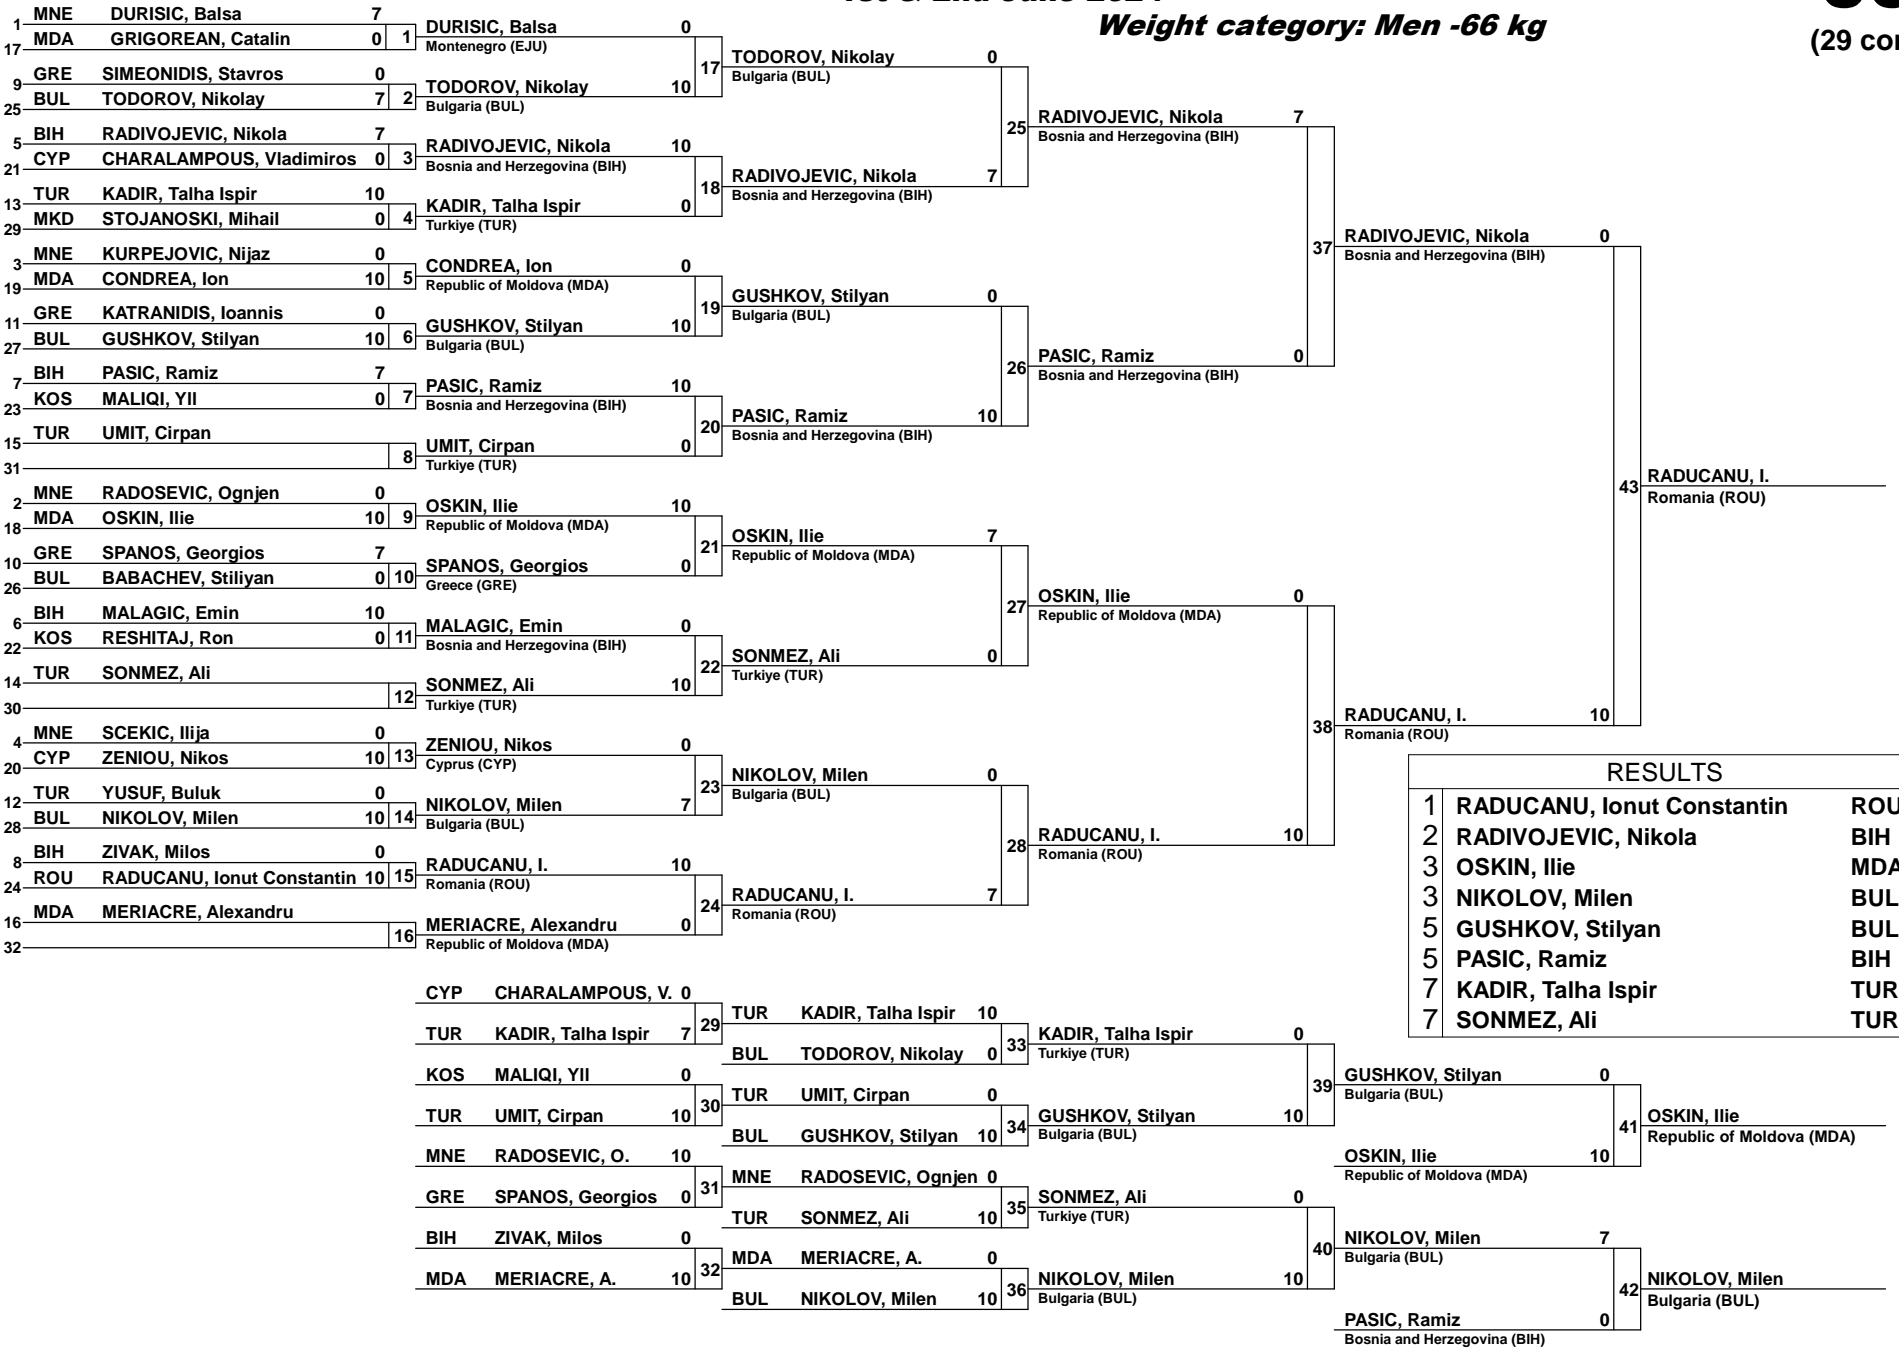 Weight category: Men -66 kg
(29 co
1 MNE DURISIC, Balsa 7
17 MDA GRIGOREAN, Catalin 0 1
DURISIC, Balsa 0
Montenegro (EJU)
9 GRE SIMEONIDIS, Stavros 0
25 BUL TODOROV, Nikolay 7 2
TODOROV, Nikolay 10
Bulgaria (BUL)
17
TODOROV, Nikolay 0
Bulgaria (BUL)
5 BIH RADIVOJEVIC, Nikola 7
21 CYP CHARALAMPOUS, Vladimiros 0 3
RADIVOJEVIC, Nikola 10
Bosnia and Herzegovina (BIH)
13 TUR KADIR, Talha Ispir 10
29 MKD STOJANOSKI, Mihail 0 4
KADIR, Talha Ispir 0
Turkiye (TUR)
18
RADIVOJEVIC, Nikola 7
Bosnia and Herzegovina (BIH)
25
RADIVOJEVIC, Nikola 7
Bosnia and Herzegovina (BIH)
3 MNE KURPEJOVIC, Nijaz 0
19 MDA CONDREA, Ion 10 5
CONDREA, Ion 0
Republic of Moldova (MDA)
11 GRE KATRANIDIS, Ioannis 0
27 BUL GUSHKOV, Stilyan 10 6
GUSHKOV, Stilyan 10
Bulgaria (BUL)
19
GUSHKOV, Stilyan 0
Bulgaria (BUL)
7 BIH PASIC, Ramiz 7
23 KOS MALIQI, Yll 0 7
PASIC, Ramiz 10
Bosnia and Herzegovina (BIH)
15 TUR UMIT, Cirpan
31 8
UMIT, Cirpan 0
Turkiye (TUR)
20
PASIC, Ramiz 10
Bosnia and Herzegovina (BIH)
26
PASIC, Ramiz 0
Bosnia and Herzegovina (BIH)
37
RADIVOJEVIC, Nikola 0
Bosnia and Herzegovina (BIH)
2 MNE RADOSEVIC, Ognjen 0
18 MDA OSKIN, Ilie 10 9
OSKIN, Ilie 10
Republic of Moldova (MDA)
10 GRE SPANOS, Georgios 7
26 BUL BABACHEV, Stiliyan 0 10
SPANOS, Georgios 0
Greece (GRE)
21
OSKIN, Ilie 7
Republic of Moldova (MDA)
6 BIH MALAGIC, Emin 10
22 KOS RESHITAJ, Ron 0 11
MALAGIC, Emin 0
Bosnia and Herzegovina (BIH)
14 TUR SONMEZ, Ali
30 12
SONMEZ, Ali 10
Turkiye (TUR)
22
SONMEZ, Ali 0
Turkiye (TUR)
27
OSKIN, Ilie 0
Republic of Moldova (MDA)
4 MNE SCEKIC, Ilija 0
20 CYP ZENIOU, Nikos 10 13
ZENIOU, Nikos 0
Cyprus (CYP)
12 TUR YUSUF, Buluk 0
28 BUL NIKOLOV, Milen 10 14
NIKOLOV, Milen 7
Bulgaria (BUL)
23
NIKOLOV, Milen 0
Bulgaria (BUL)
8 BIH ZIVAK, Milos 0
24 ROU RADUCANU, Ionut Constantin 10 15
RADUCANU, I. 10
Romania (ROU)
16 MDA MERIACRE, Alexandru
32 16
MERIACRE, Alexandru 0
Republic of Moldova (MDA)
24
RADUCANU, I. 7
Romania (ROU)
28
RADUCANU, I. 10
Romania (ROU)
38
RADUCANU, I. 10
Romania (ROU)
43
RADUCANU, I.
Romania (ROU)
RESULTS
1 RADUCANU, Ionut Constantin ROU
2 RADIVOJEVIC, Nikola BIH
3 OSKIN, Ilie MDA
3 NIKOLOV, Milen BUL
5 GUSHKOV, Stilyan BUL
5 PASIC, Ramiz BIH
7 KADIR, Talha Ispir TUR
7 SONMEZ, Ali TUR
CYP CHARALAMPOUS, V. 0
TUR KADIR, Talha Ispir 7
29
TUR KADIR, Talha Ispir 10
BUL TODOROV, Nikolay 0
33
KADIR, Talha Ispir 0
Turkiye (TUR)
KOS MALIQI, Yll 0
TUR UMIT, Cirpan 10
30
TUR UMIT, Cirpan 0
BUL GUSHKOV, Stilyan 10
34
GUSHKOV, Stilyan 10
Bulgaria (BUL)
39
GUSHKOV, Stilyan 0
Bulgaria (BUL)
OSKIN, Ilie 10
Republic of Moldova (MDA)
41
OSKIN, Ilie
Republic of Moldova (MDA)
MNE RADOSEVIC, O. 10
GRE SPANOS, Georgios 0
31
MNE RADOSEVIC, Ognjen 0
TUR SONMEZ, Ali 10
35
SONMEZ, Ali 0
Turkiye (TUR)
BIH ZIVAK, Milos 0
MDA MERIACRE, A. 10
32
MDA MERIACRE, A. 0
BUL NIKOLOV, Milen 10
36
NIKOLOV, Milen 10
Bulgaria (BUL)
40
NIKOLOV, Milen 7
Bulgaria (BUL)
PASIC, Ramiz 0
Bosnia and Herzegovina (BIH)
42
NIKOLOV, Milen
Bulgaria (BUL)